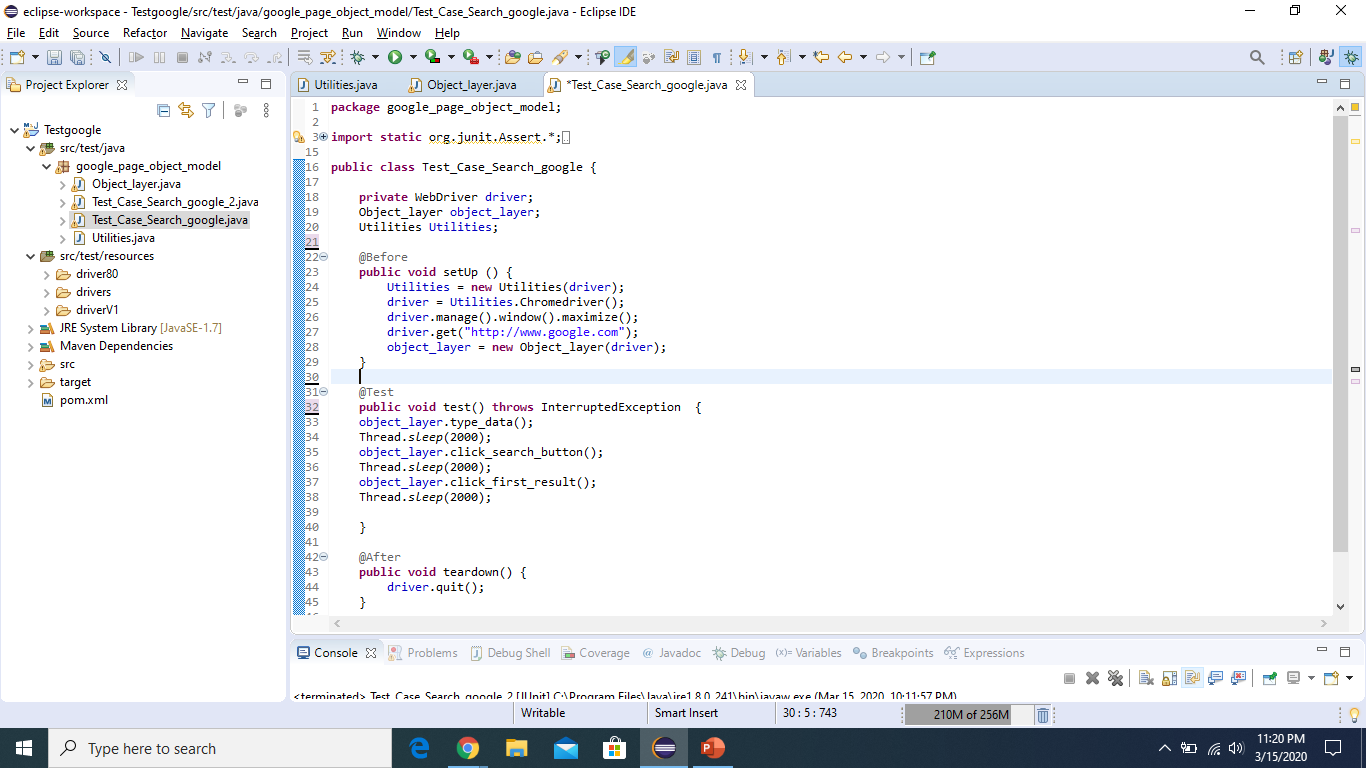 eclipse-workspace - Testgoogle/src/test/java/google_page_object_model/Test_Case_Search_google.java - Eclipse IDE
File Edit Source Refactor Navigate Search Project Run Window Help
Project Explorer
Testgoogle
src/test/java
google_page_object_model
Object_layer.java
Test_Case_Search_google_2.java
Test_Case_Search_google.java
Utilities.java
src/test/resources
driver80
drivers
driverV1
JRE System Library [JavaSE-1.7]
Maven Dependencies
src
target
pom.xml
Utilities.java Object_layer.java *Test_Case_Search_google.java
1 package google_page_object_model;
2
3 import static org.junit.Assert.*;
15
16 public class Test_Case_Search_google {
17
18 private WebDriver driver;
19 Object_layer object_layer;
20 Utilities Utilities;
21
22 @Before
23 public void setUp () {
24 Utilities = new Utilities(driver);
25 driver = Utilities.Chromedriver();
26 driver.manage().window().maximize();
27 driver.get("http://www.google.com");
28 object_layer = new Object_layer(driver);
29 }
30
31 @Test
32 public void test() throws InterruptedException {
33 object_layer.type_data();
34 Thread.sleep(2000);
35 object_layer.click_search_button();
36 Thread.sleep(2000);
37 object_layer.click_first_result();
38 Thread.sleep(2000);
39
40 }
41
42 @After
43 public void teardown() {
44 driver.quit();
45 }
Console Problems Debug Shell Coverage @ Javadoc Debug (x)= Variables Breakpoints Expressions
<terminated> Test_Case_Search_google_2 [JUnit] C:\Program Files\Java\jre1.8.0_241\bin\javaw.exe (Mar 15, 2020, 10:11:57 PM)
Writable Smart Insert 30 : 5 : 743 210M of 256M
Type here to search
11:20 PM
3/15/2020